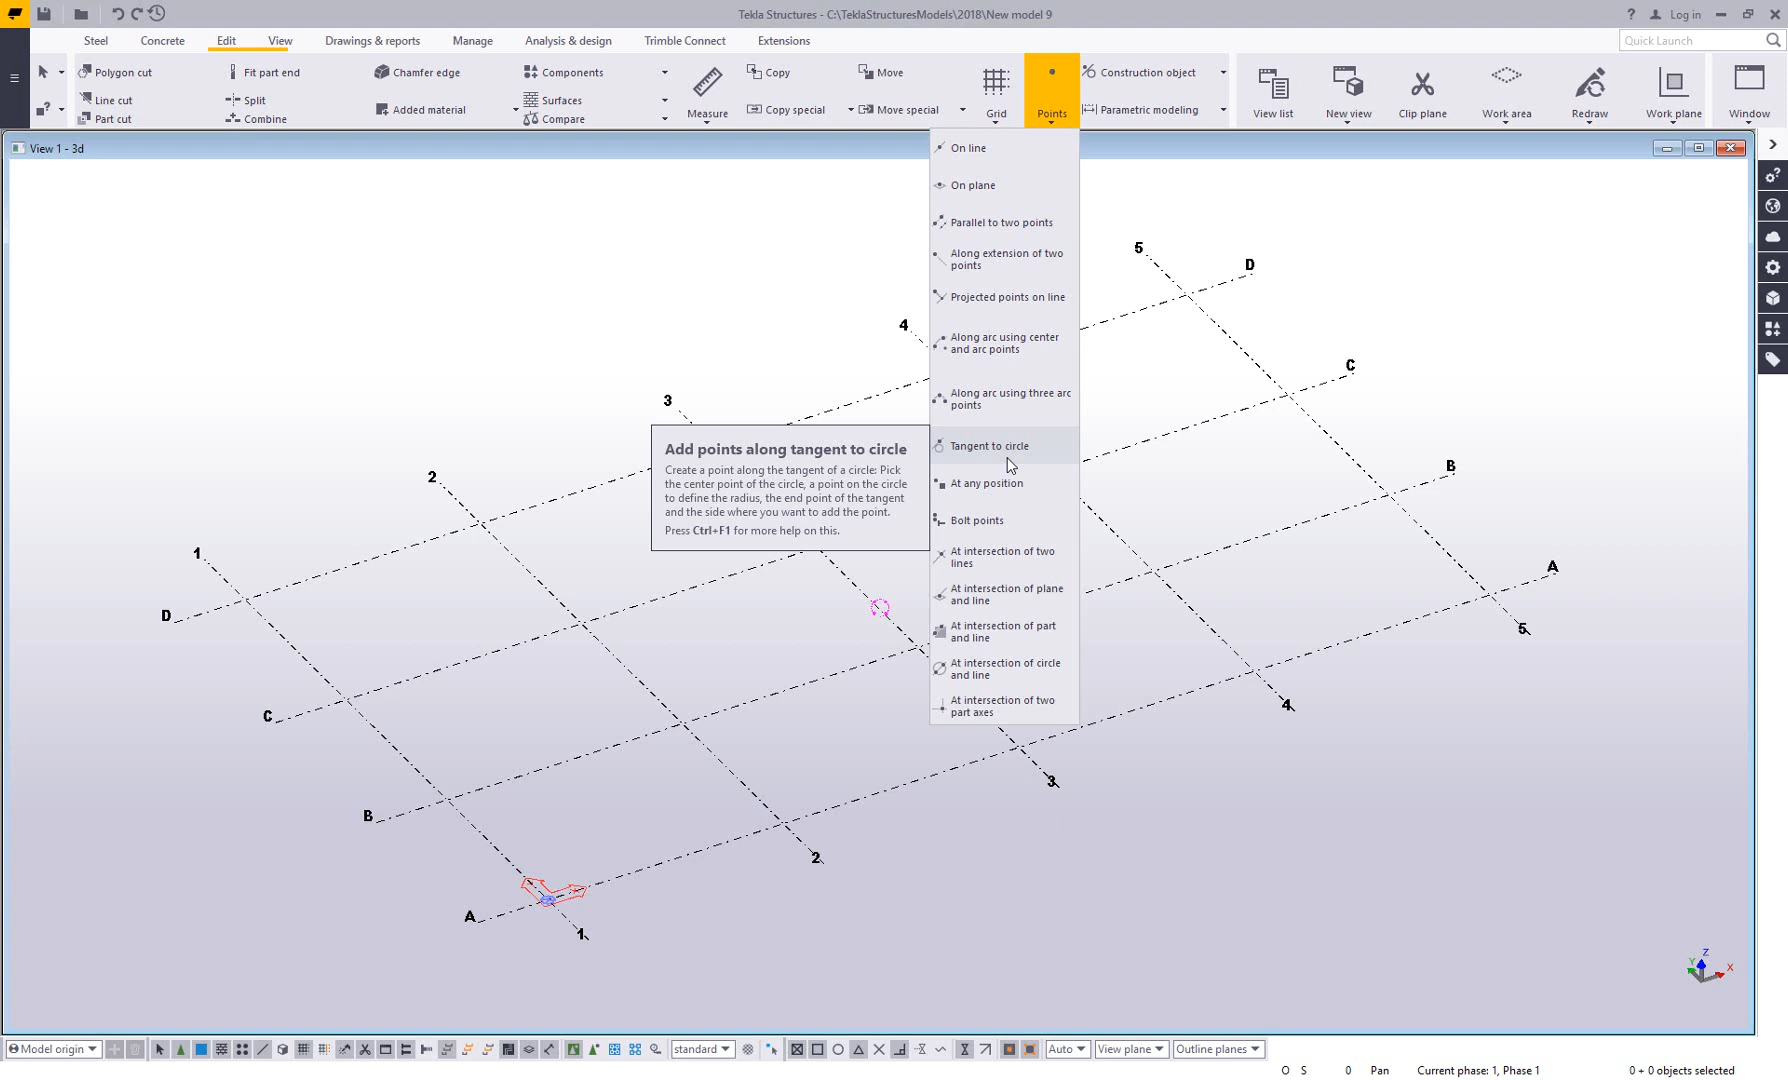 Tekla Structures - C:\TeklaStructuresModels\2018\New model 9
? Log in
Steel Concrete Edit View Drawings & reports Manage Analysis & design Trimble Connect Extensions
Quick Launch
Polygon cut
Line cut
Part cut
Fit part end
Split
Combine
Chamfer edge
Added material
Components
Surfaces
Compare
Measure
Copy
Copy special
Move
Move special
Grid
Points
Construction object
Parametric modeling
View list
New view
Clip plane
Work area
Redraw
Work plane
Window
View 1 - 3d
On line
On plane
Parallel to two points
Along extension of two
points
Projected points on line
Along arc using center
and arc points
Along arc using three arc
points
Tangent to circle
At any position
Bolt points
At intersection of two
lines
At intersection of plane
and line
At intersection of part
and line
At intersection of circle
and line
At intersection of two
part axes
Add points along tangent to circle
Create a point along the tangent of a circle: Pick
the center point of the circle, a point on the circle
to define the radius, the end point of the tangent
and the side where you want to add the point.
Press Ctrl+F1 for more help on this.
5
D
4
C
3
B
2
1
A
D
5
C
4
3
B
2
A
1
Z
Y
X
Model origin
standard
Auto
View plane
Outline planes
O S 0 Pan Current phase: 1, Phase 1 0 + 0 objects selected